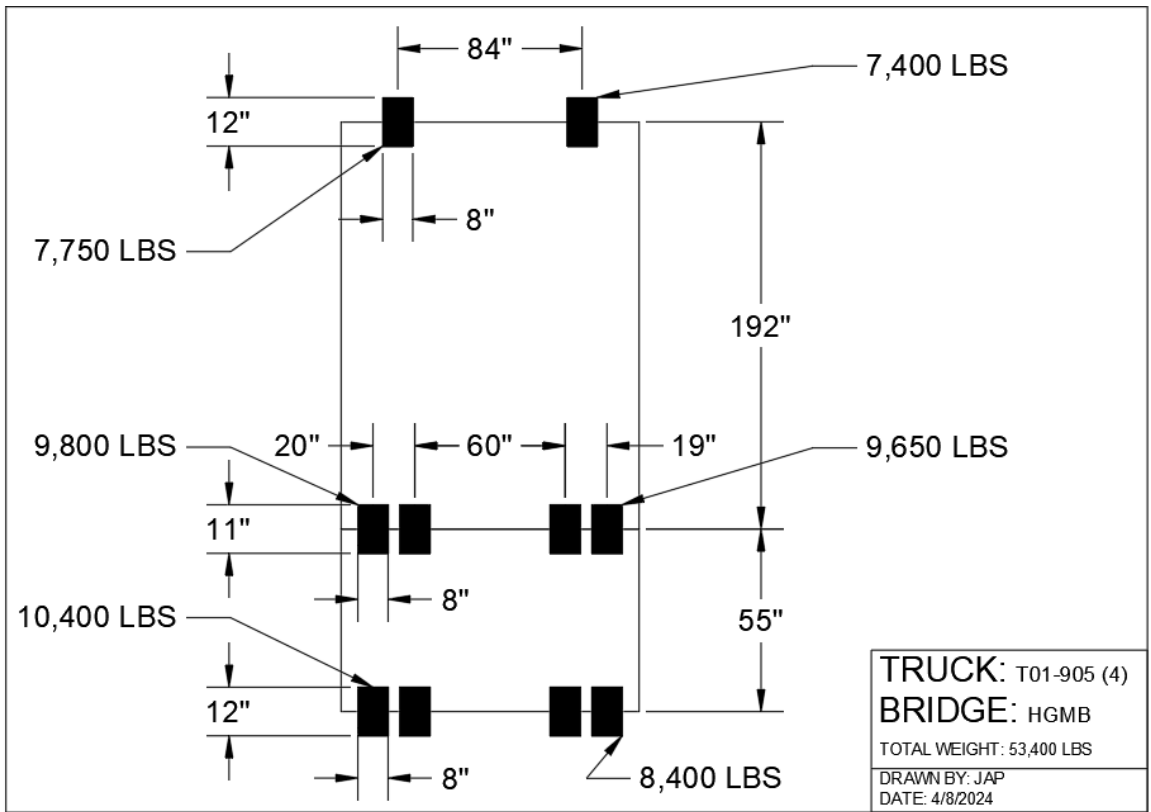 84"
7,400 LBS
12"
8"
7,750 LBS
192"
9,800 LBS
20"
60"
19"
9,650 LBS
11"
8"
10,400 LBS
55"
12"
8"
8,400 LBS
TRUCK: T01-905 (4)
BRIDGE: HGMB
TOTAL WEIGHT: 53,400 LBS
DRAWN BY: JAP
DATE: 4/8/2024